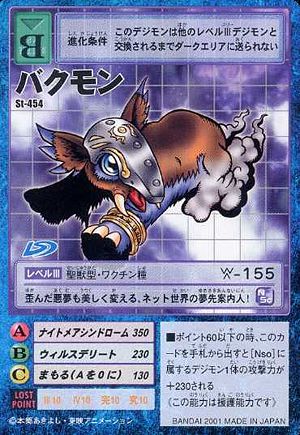 B
進化条件
このデジモンは他のレベルⅢデジモンと
交換されるまでダークエリアに送られない
バクモン
St-454
レベルⅢ
聖獣型・ワクチン種
-155
歪んだ悪夢も美しく変える、ネット世界の夢先案内人!
A ナイトメアシンドローム 350
B ヴィルスデリート 230
C まもる(Aを0に) 130
■ポイント60以下の時、このカ
ードを手札から出すと[Nso]に
属するデジモン1体の攻撃力が
+230される
(この能力は援護能力です)
LOST
POINT
Ⅲ10 Ⅳ10 完10 究10
©本郷あきよし・東映アニメーション
BANDAI 2001 MADE IN JAPAN